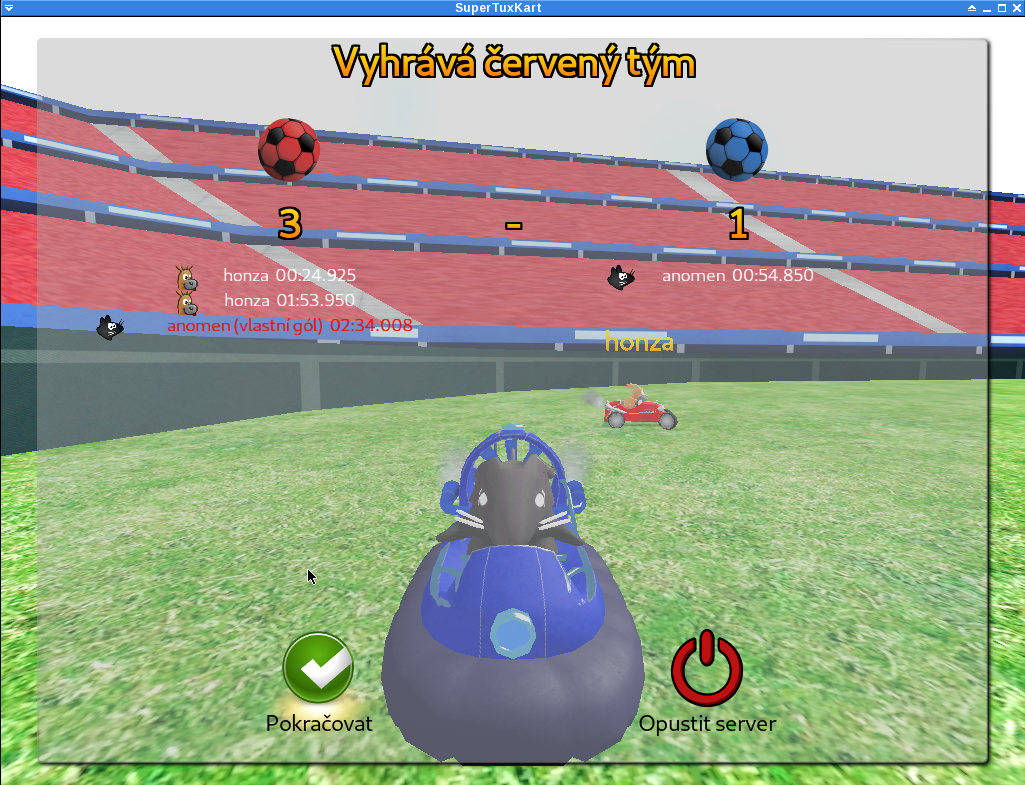 SuperTuxKart
Vyhrává červený tým
3 - 1
honza 00:24.925
honza 01:53.950
anomen (vlastní gól) 02:34.008
anomen 00:54.850
honza
Pokračovat
Opustit server